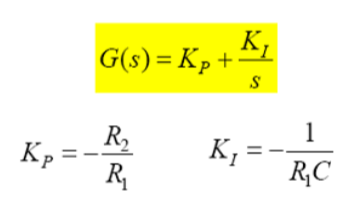 G(s) = K_P + K_I / s
K_P = -R_2 / R_1
K_I = -1 / R_1C